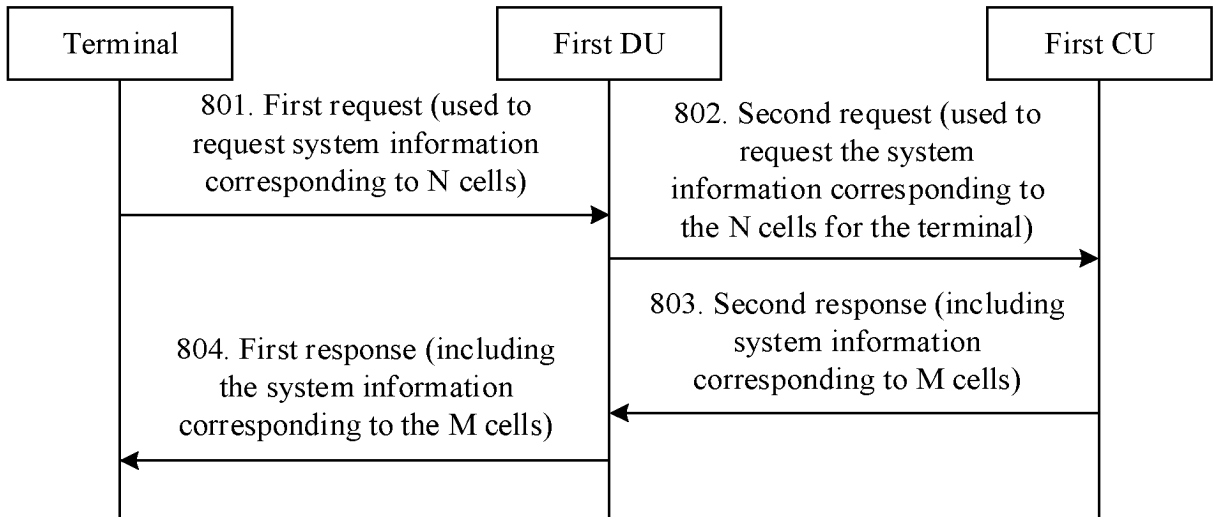 Terminal
First DU
First CU
801. First request (used to
request system information
corresponding to N cells)
802. Second request (used to
request the system
information corresponding to
the N cells for the terminal)
803. Second response (including
system information
corresponding to M cells)
804. First response (including
the system information
corresponding to the M cells)